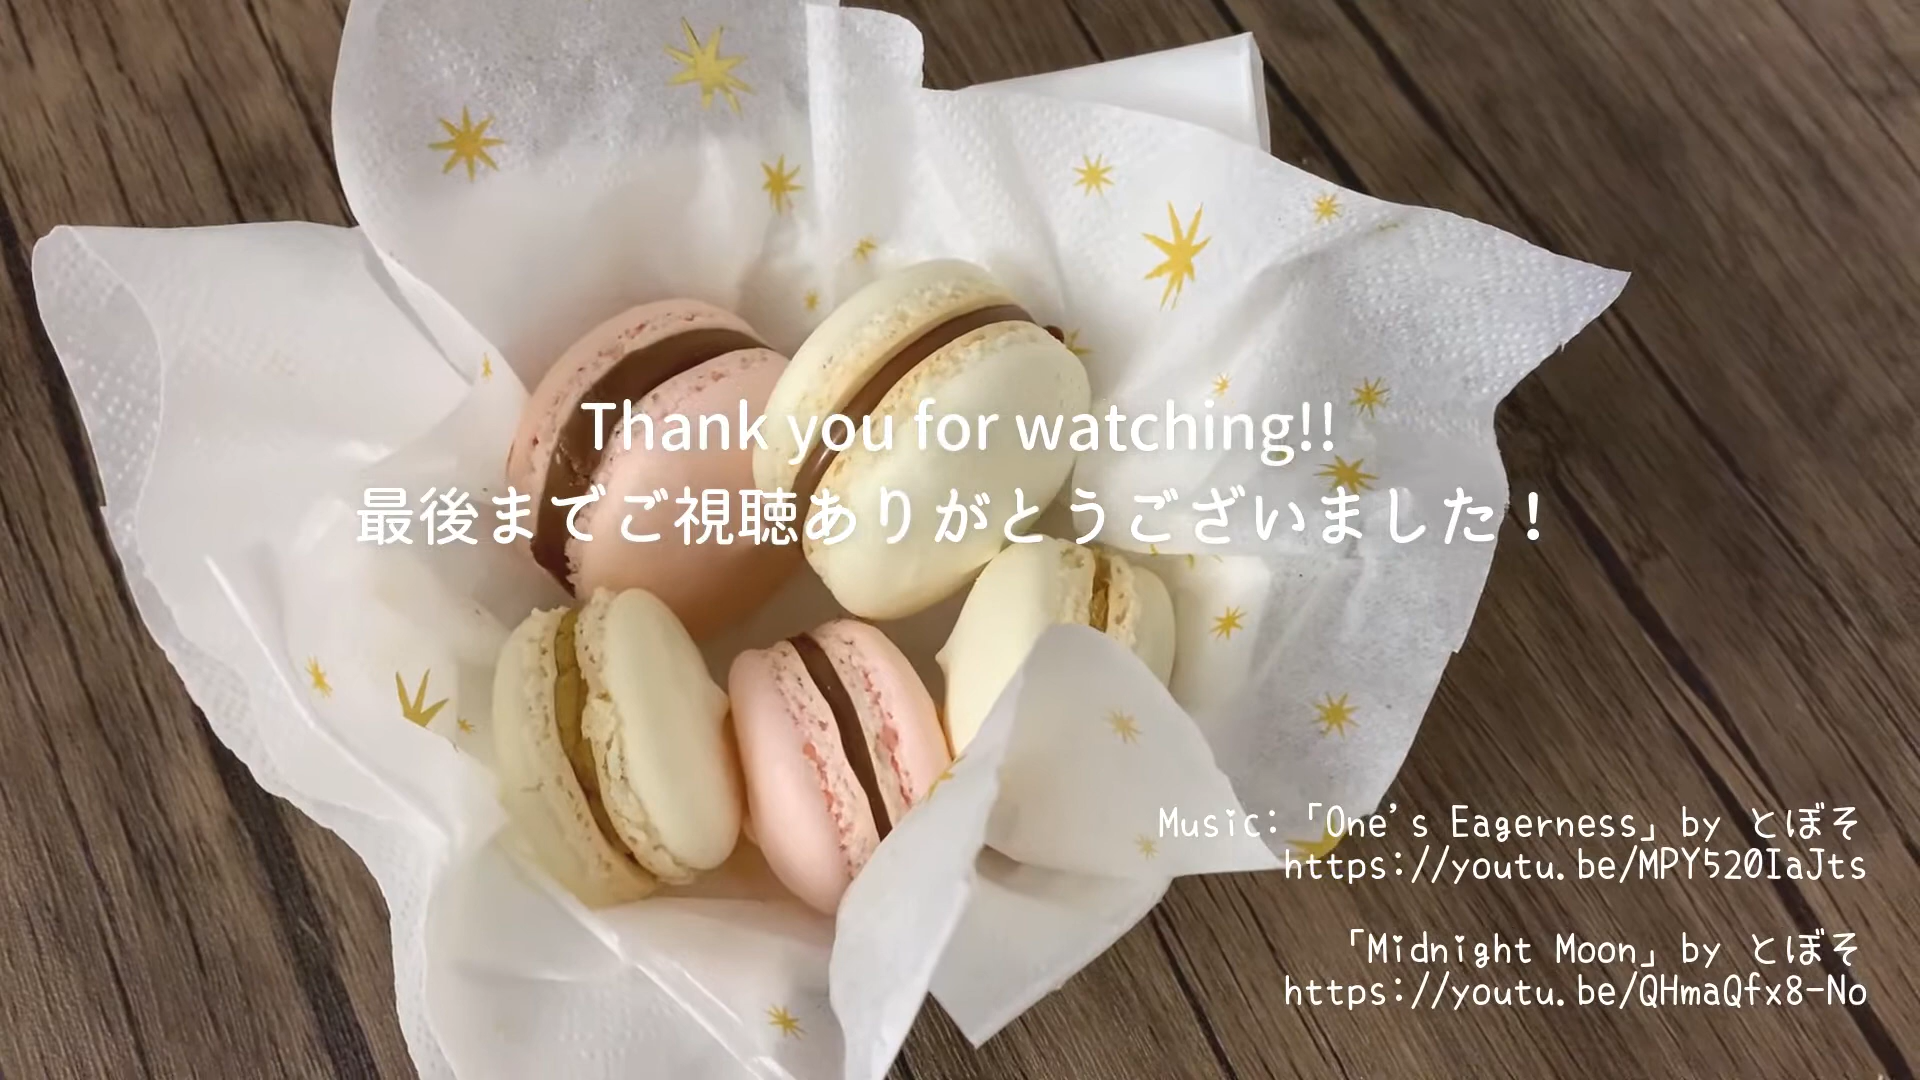 Thank you for watching!!
最後までご視聴ありがとうございました！
Music:「One's Eagerness」by とぼそ
https://youtu.be/MPY520IaJts
「Midnight Moon」by とぼそ
https://youtu.be/QHmaQfx8-No